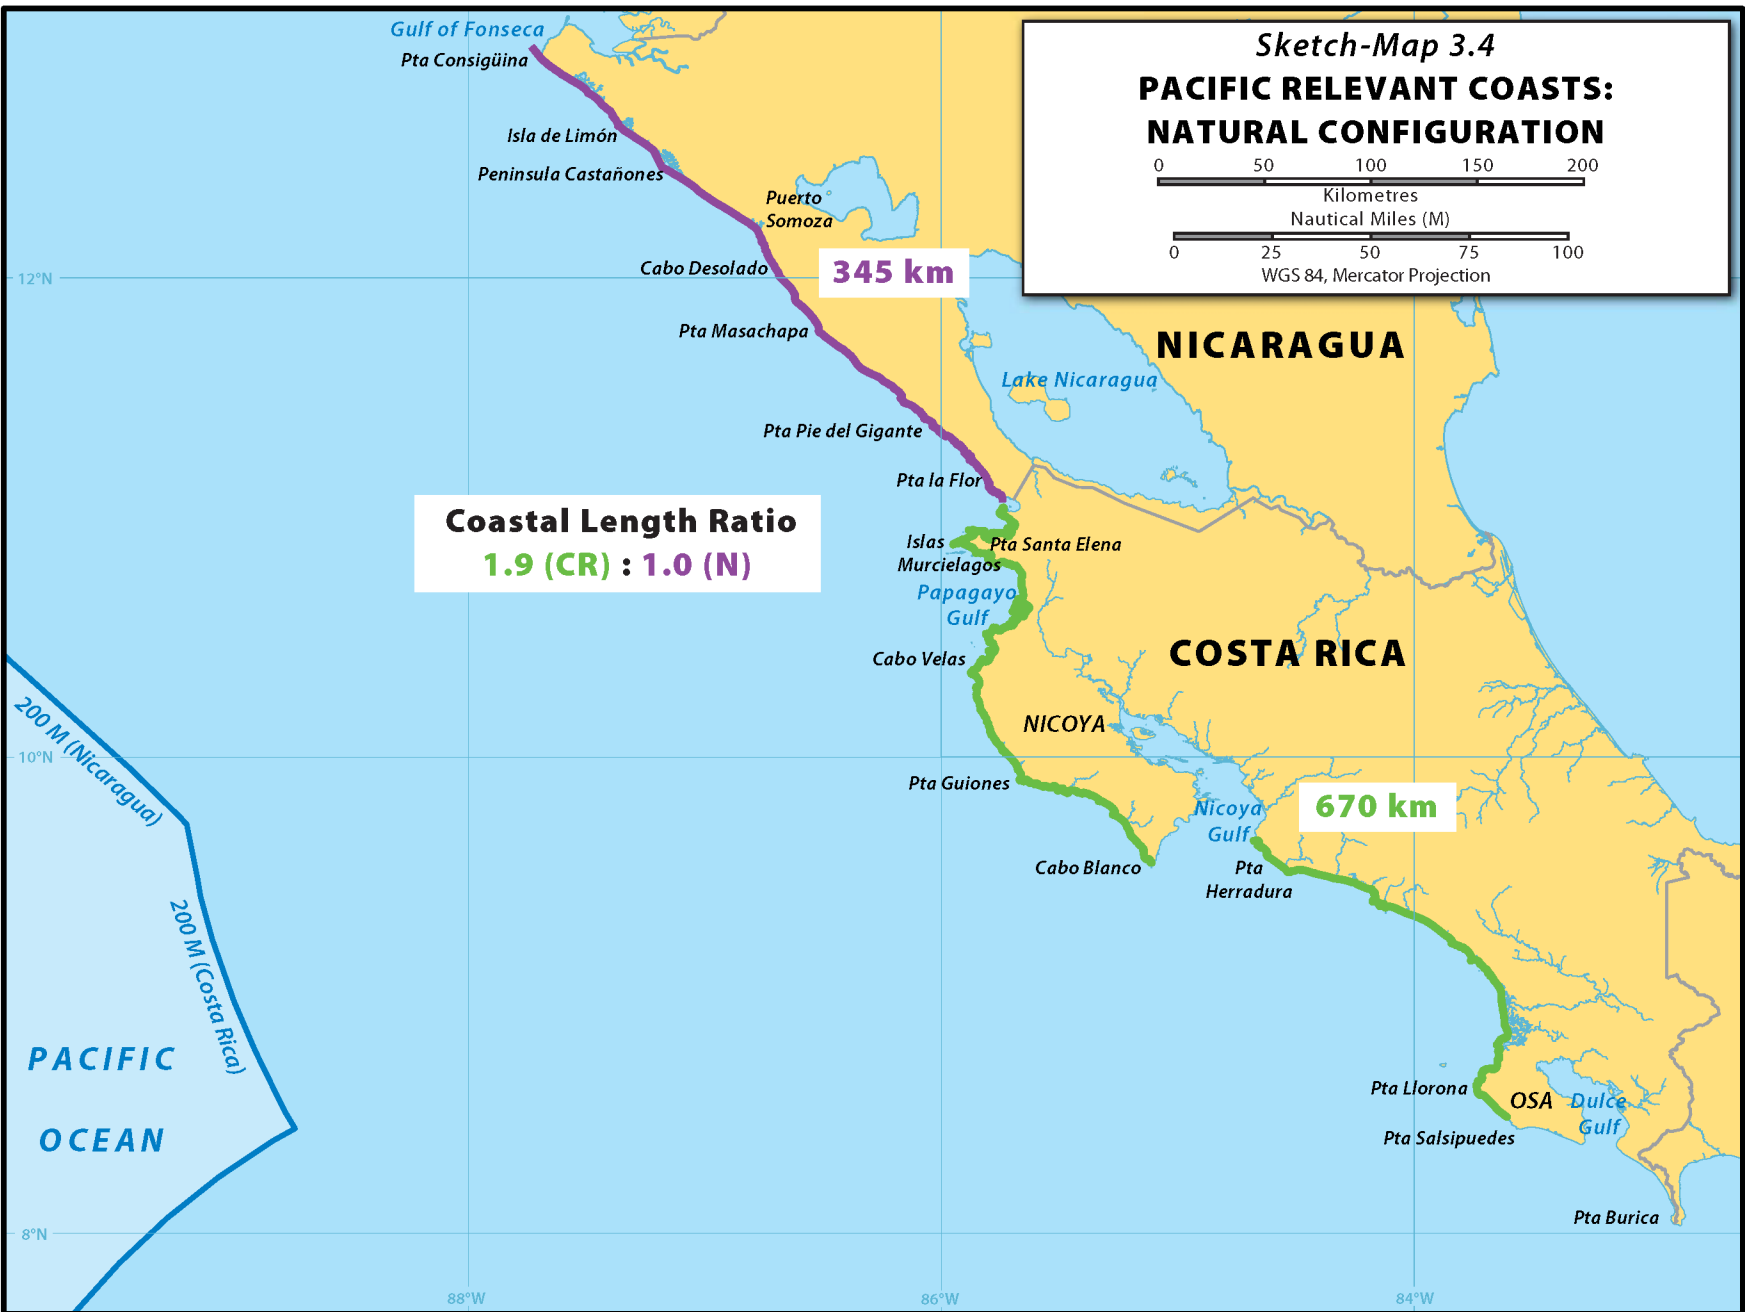 Sketch-Map 3.4
PACIFIC RELEVANT COASTS:
NATURAL CONFIGURATION
0 50 100 150 200
Kilometres
Nautical Miles (M)
0 25 50 75 100
WGS 84, Mercator Projection
Gulf of Fonseca
Pta Consigüina
Isla de Limón
Peninsula Castañones
Puerto
Somoza
Cabo Desolado
12°N
345 km
Pta Masachapa
NICARAGUA
Lake Nicaragua
Pta Pie del Gigante
Pta la Flor
Coastal Length Ratio
1.9 (CR) : 1.0 (N)
Islas
Murcielagos
Pta Santa Elena
Papagayo
Gulf
Cabo Velas
COSTA RICA
200 M (Nicaragua)
NICOYA
10°N
Pta Guiones
Nicoya
Gulf
670 km
Cabo Blanco
Pta
Herradura
200 M (Costa Rica)
PACIFIC
OCEAN
Pta Llorona
OSA
Dulce
Gulf
Pta Salsipuedes
Pta Burica
8°N
88°W 86°W 84°W